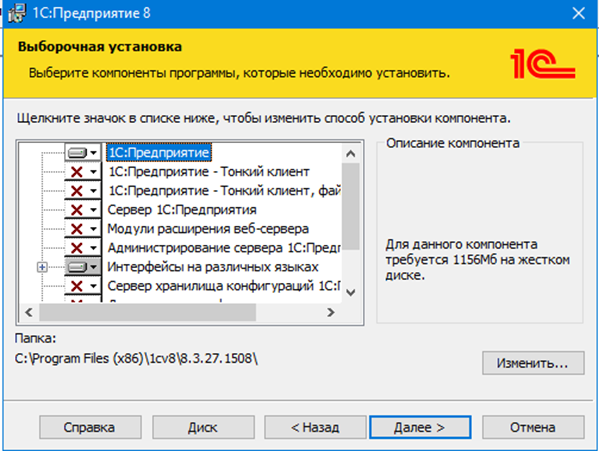 1С:Предприятие 8
Выборочная установка
Выберите компоненты программы, которые необходимо установить.
1С
Щелкните значок в списке ниже, чтобы изменить способ установки компонента.
1С:Предприятие
1С:Предприятие - Тонкий клиент
1С:Предприятие - Тонкий клиент, фай
Сервер 1С:Предприятия
Модули расширения веб-сервера
Администрирование сервера 1С:Пред
Интерфейсы на различных языках
Сервер хранилища конфигураций 1С:
Описание компонента
Для данного компонента
требуется 1156Мб на жестком
диске.
Папка:
C:\Program Files (x86)\1cv8\8.3.27.1508\
Изменить...
Справка
Диск
< Назад
Далее >
Отмена